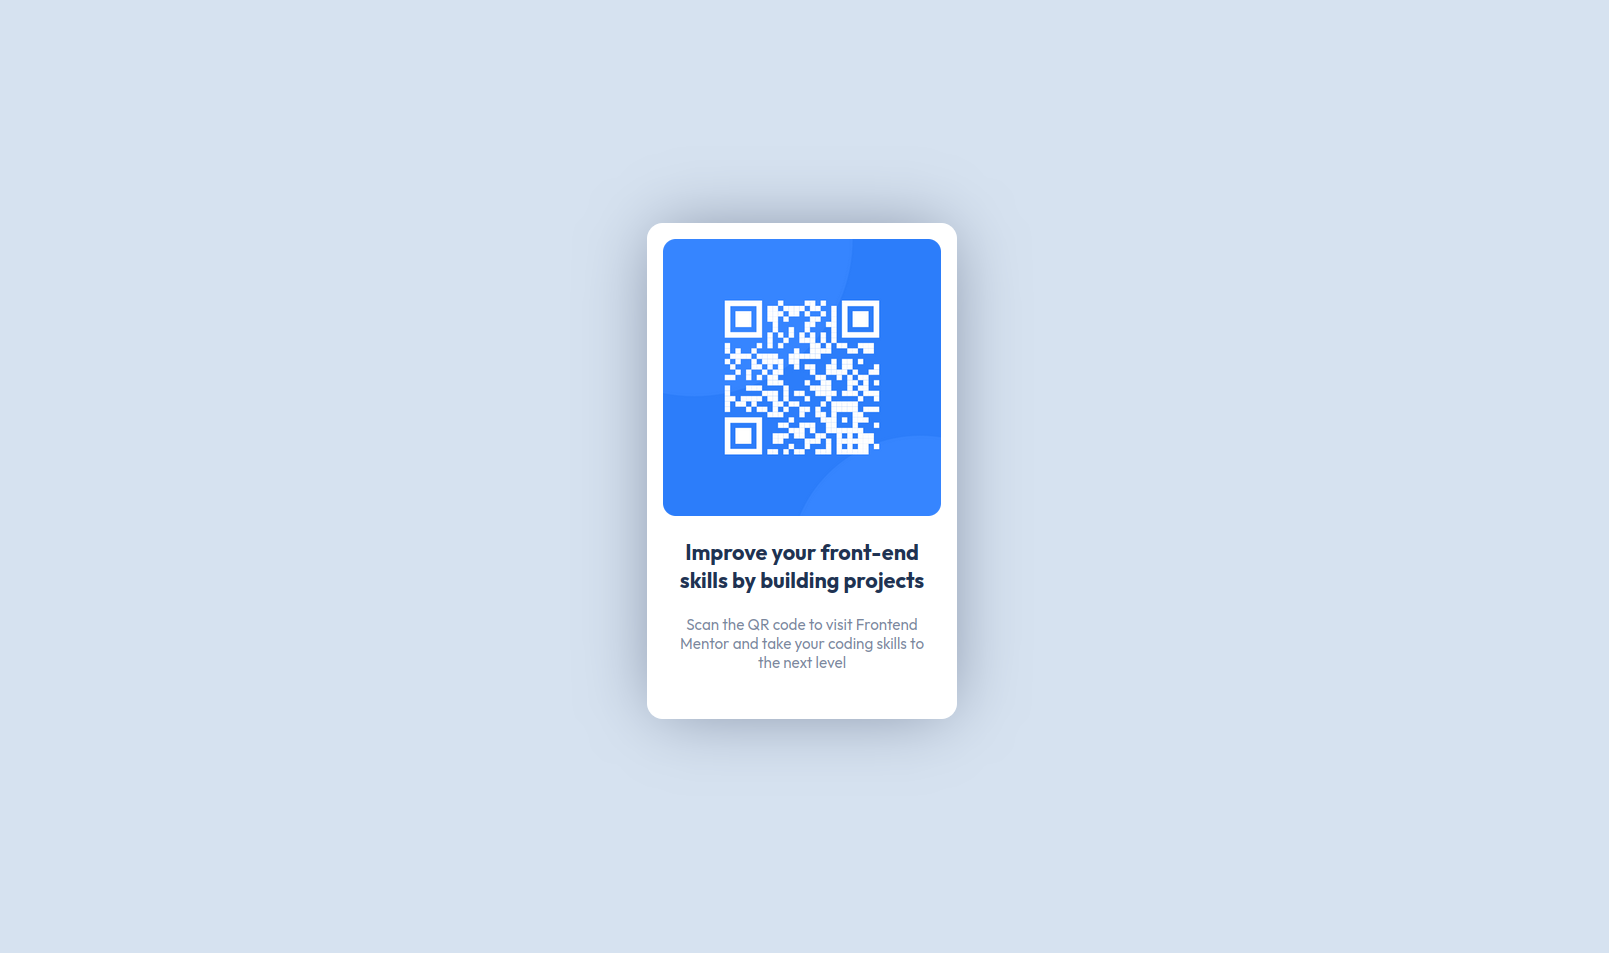 Improve your front-end
skills by building projects
Scan the QR code to visit Frontend
Mentor and take your coding skills to
the next level